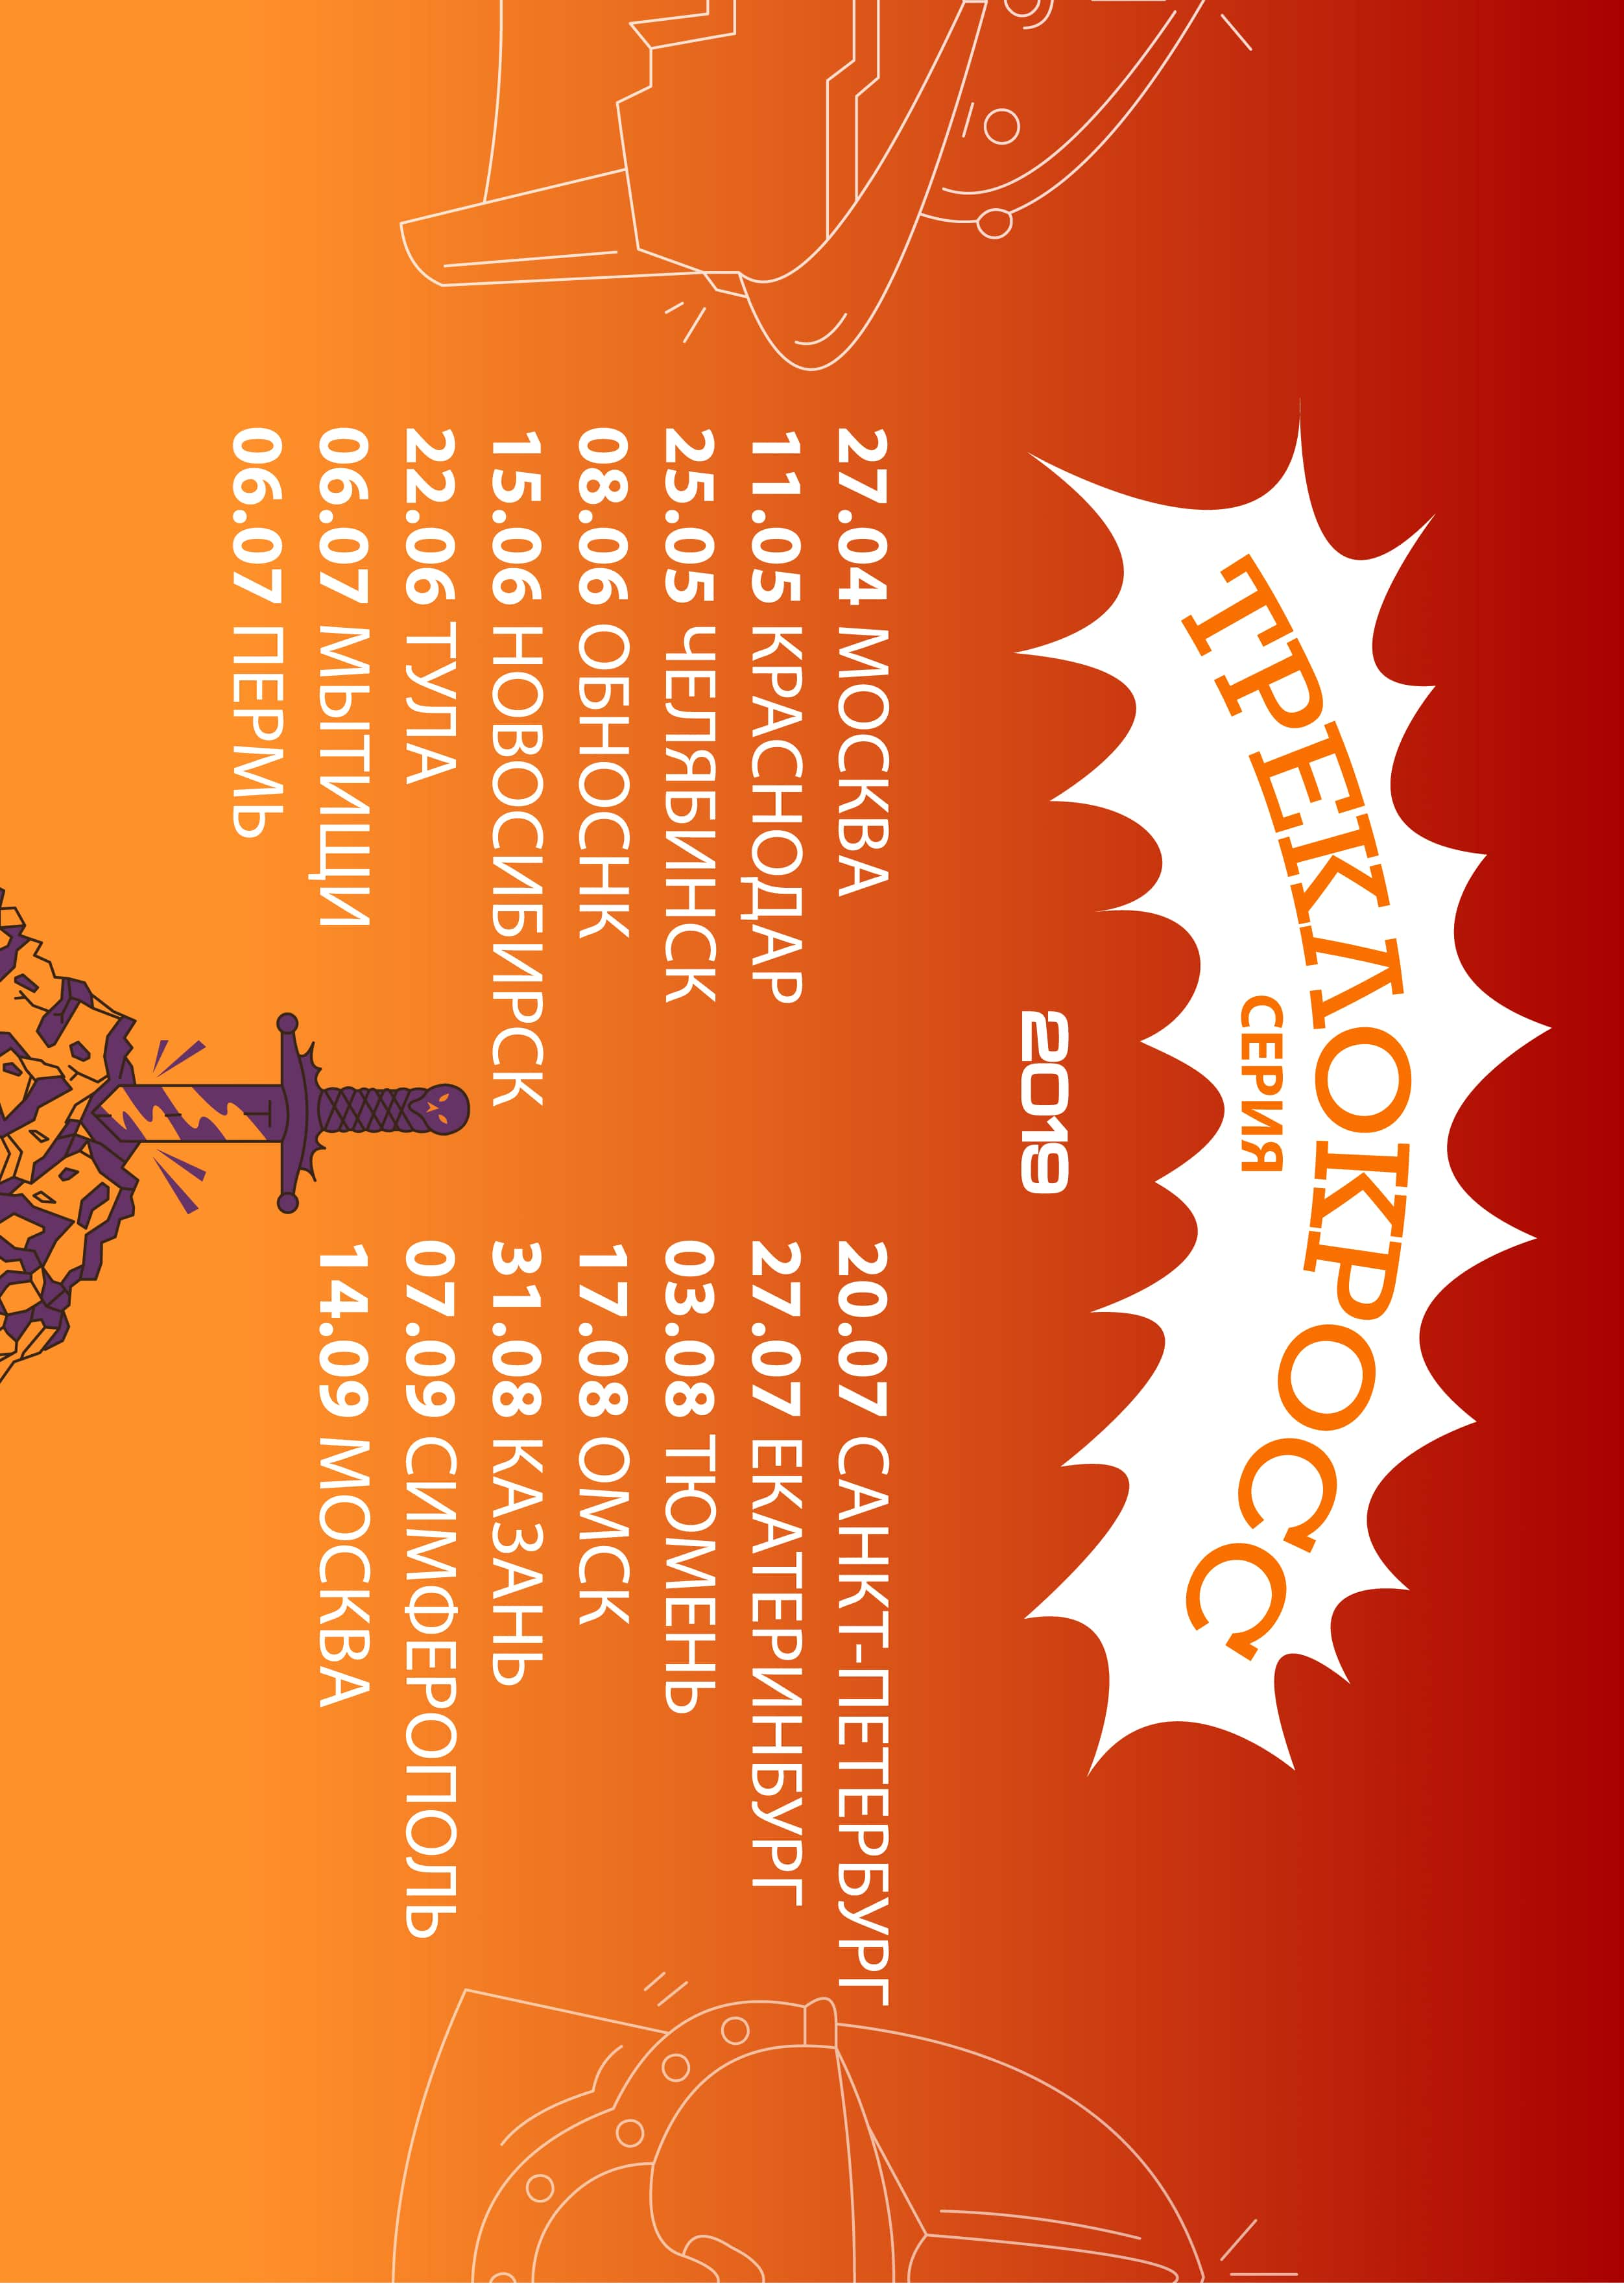 ТРЕКЛОКРОСС
СЕРИЯ
2019
27.04 МОСКВА
11.05 КРАСНОДАР
25.05 ЧЕЛЯБИНСК
08.06 ОБНОСНК
15.06 НОВОСИБИРСК
22.06 ТУЛА
06.07 МЫТИЩИ
06.07 ПЕРМЬ
20.07 САНКТ-ПЕТЕРБУРГ
27.07 ЕКАТЕРИНБУРГ
03.08 ТЮМЕНЬ
17.08 ОМСК
31.08 КАЗАНЬ
07.09 СИМФЕРОПОЛЬ
14.09 МОСКВА